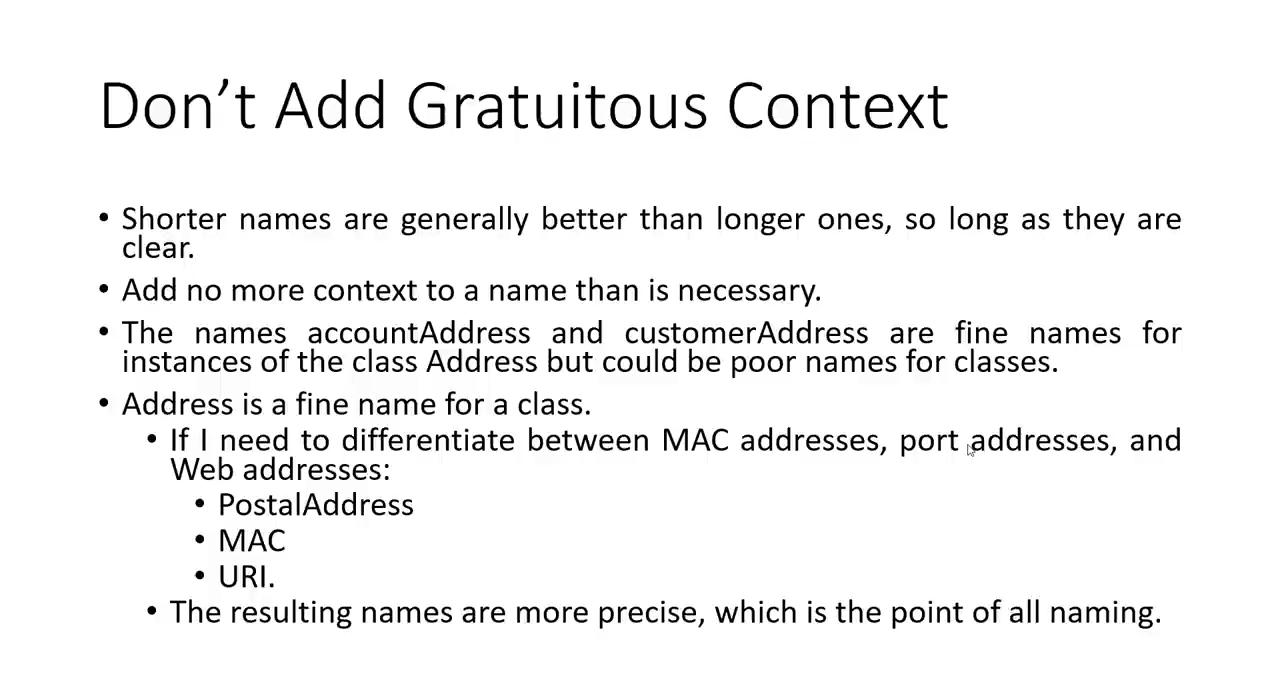 Don’t Add Gratuitous Context
• Shorter names are generally better than longer ones, so long as they are
clear.
• Add no more context to a name than is necessary.
• The names accountAddress and customerAddress are fine names for
instances of the class Address but could be poor names for classes.
• Address is a fine name for a class.
• If I need to differentiate between MAC addresses, port addresses, and
Web addresses:
• PostalAddress
• MAC
• URI.
• The resulting names are more precise, which is the point of all naming.